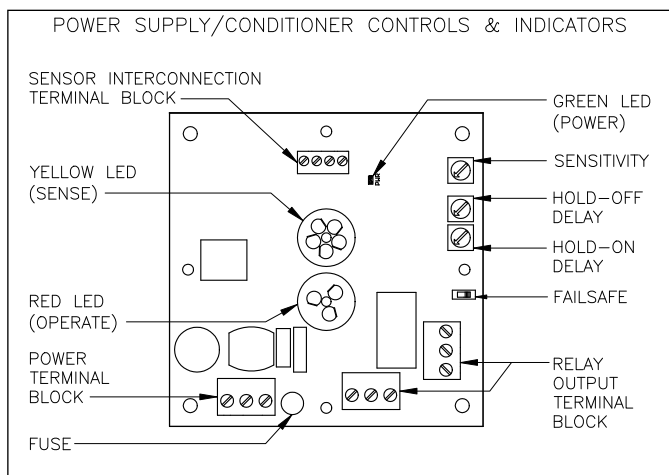 POWER SUPPLY/CONDITIONER CONTROLS & INDICATORS
SENSOR INTERCONNECTION
TERMINAL BLOCK
GREEN LED
(POWER)
PWR
YELLOW LED
(SENSE)
SENSITIVITY
HOLD-OFF
DELAY
HOLD-ON
DELAY
RED LED
(OPERATE)
FAILSAFE
POWER
TERMINAL
BLOCK
RELAY
OUTPUT
TERMINAL
BLOCK
FUSE